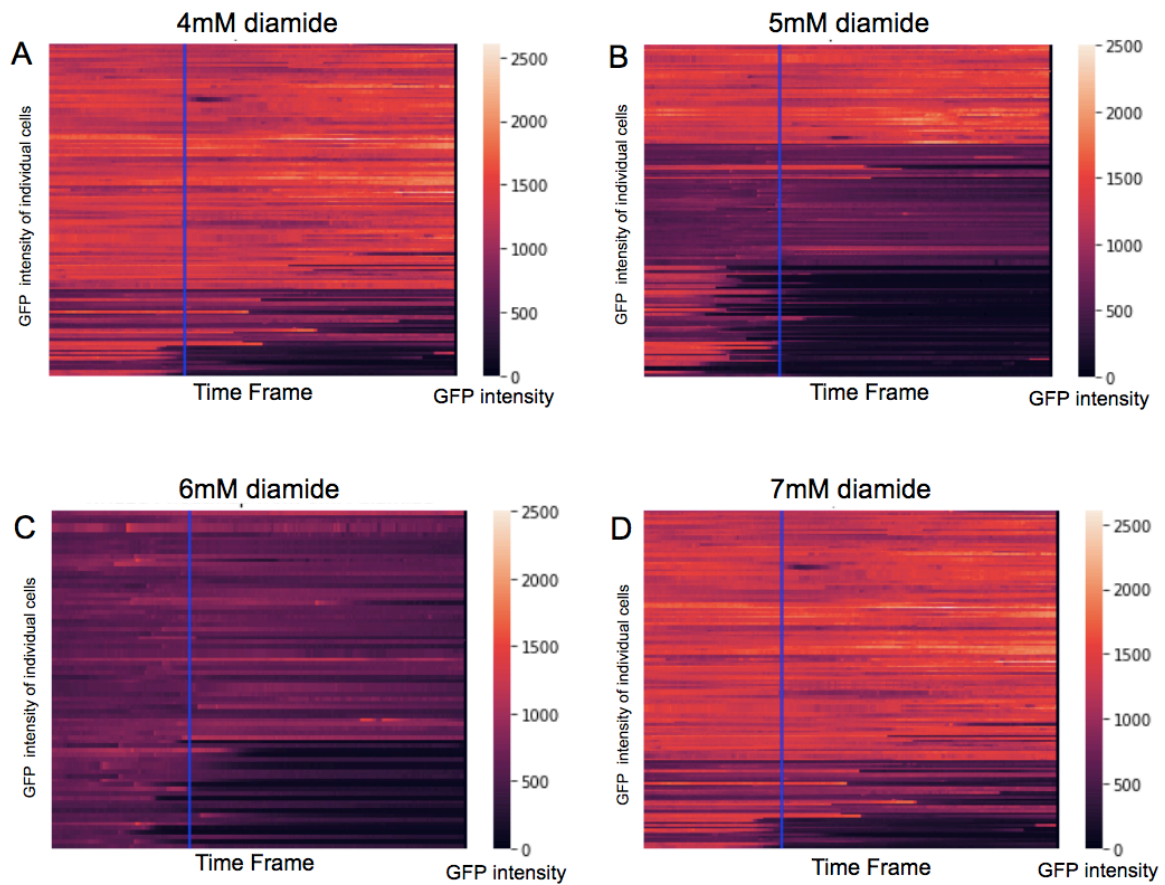 4mM diamide
5mM diamide
A
B
GFP intensity of individual cells
2500
2000
1500
1000
500
0
GFP intensity of individual cells
2500
2000
1500
1000
500
0
Time Frame
GFP intensity
Time Frame
GFP intensity
6mM diamide
7mM diamide
C
D
GFP intensity of individual cells
2500
2000
1500
1000
500
0
GFP intensity of individual cells
2500
2000
1500
1000
500
0
Time Frame
GFP intensity
Time Frame
GFP intensity